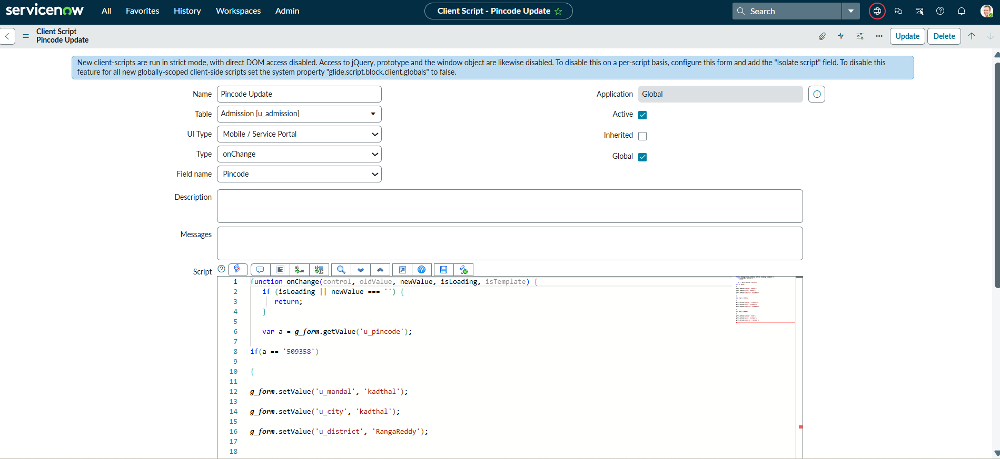 servicenow All Favorites History Workspaces Admin Client Script - Pincode Update Search
Client Script
Pincode Update
Update Delete
New client-scripts are run in strict mode, with direct DOM access disabled. Access to jQuery, prototype and the window object are likewise disabled. To disable this on a per-script basis, configure this form and add the "Isolate script" field. To disable this
feature for all new globally-scoped client-side scripts set the system property "glide.script.block.client.globals" to false.
Name Pincode Update
Application Global
Table Admission [u_admission]
Active
UI Type Mobile / Service Portal
Inherited
Type onChange
Global
Field name Pincode
Description
Messages
Script
1 function onChange(control, oldValue, newValue, isLoading, isTemplate) {
2 if (isLoading || newValue === '') {
3 return;
4 }
5
6 var a = g_form.getValue('u_pincode');
7
8 if(a == '509358')
9
10 {
11
12 g_form.setValue('u_mandal', 'kadthal');
13
14 g_form.setValue('u_city', 'kadthal');
15
16 g_form.setValue('u_district', 'RangaReddy');
17
18